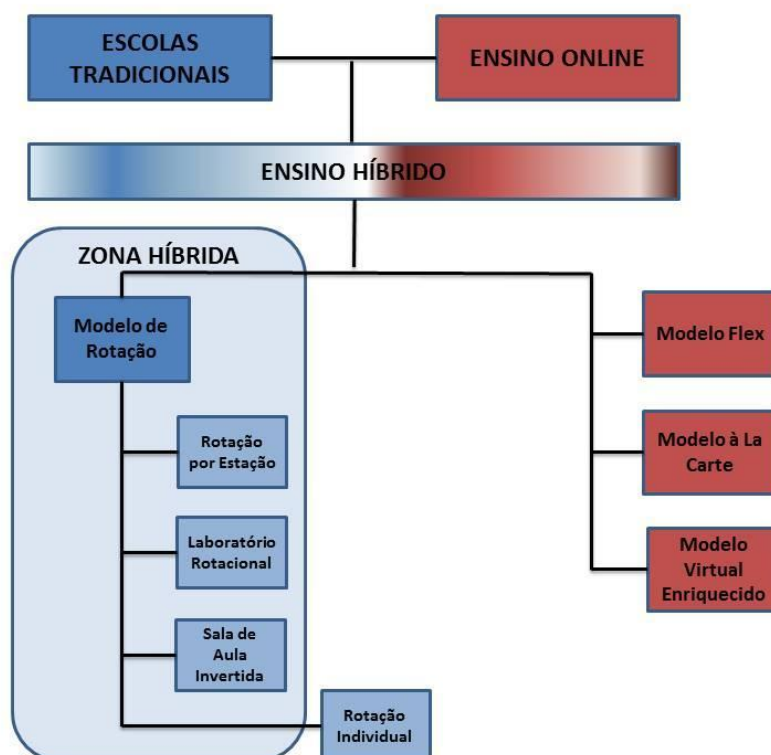 ESCOLAS
TRADICIONAIS
ENSINO ONLINE
ENSINO HÍBRIDO
ZONA HÍBRIDA
Modelo de
Rotação
Rotação
por Estação
Laboratório
Rotacional
Sala de
Aula
Invertida
Rotação
Individual
Modelo Flex
Modelo à La
Carte
Modelo
Virtual
Enriquecido